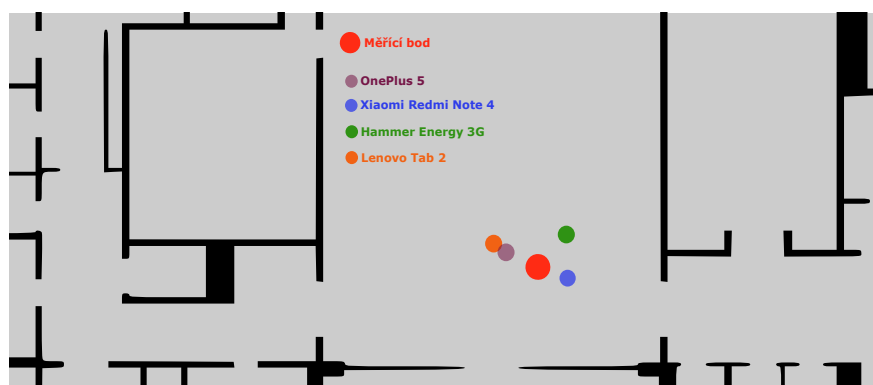 Měřící bod
OnePlus 5
Xiaomi Redmi Note 4
Hammer Energy 3G
Lenovo Tab 2